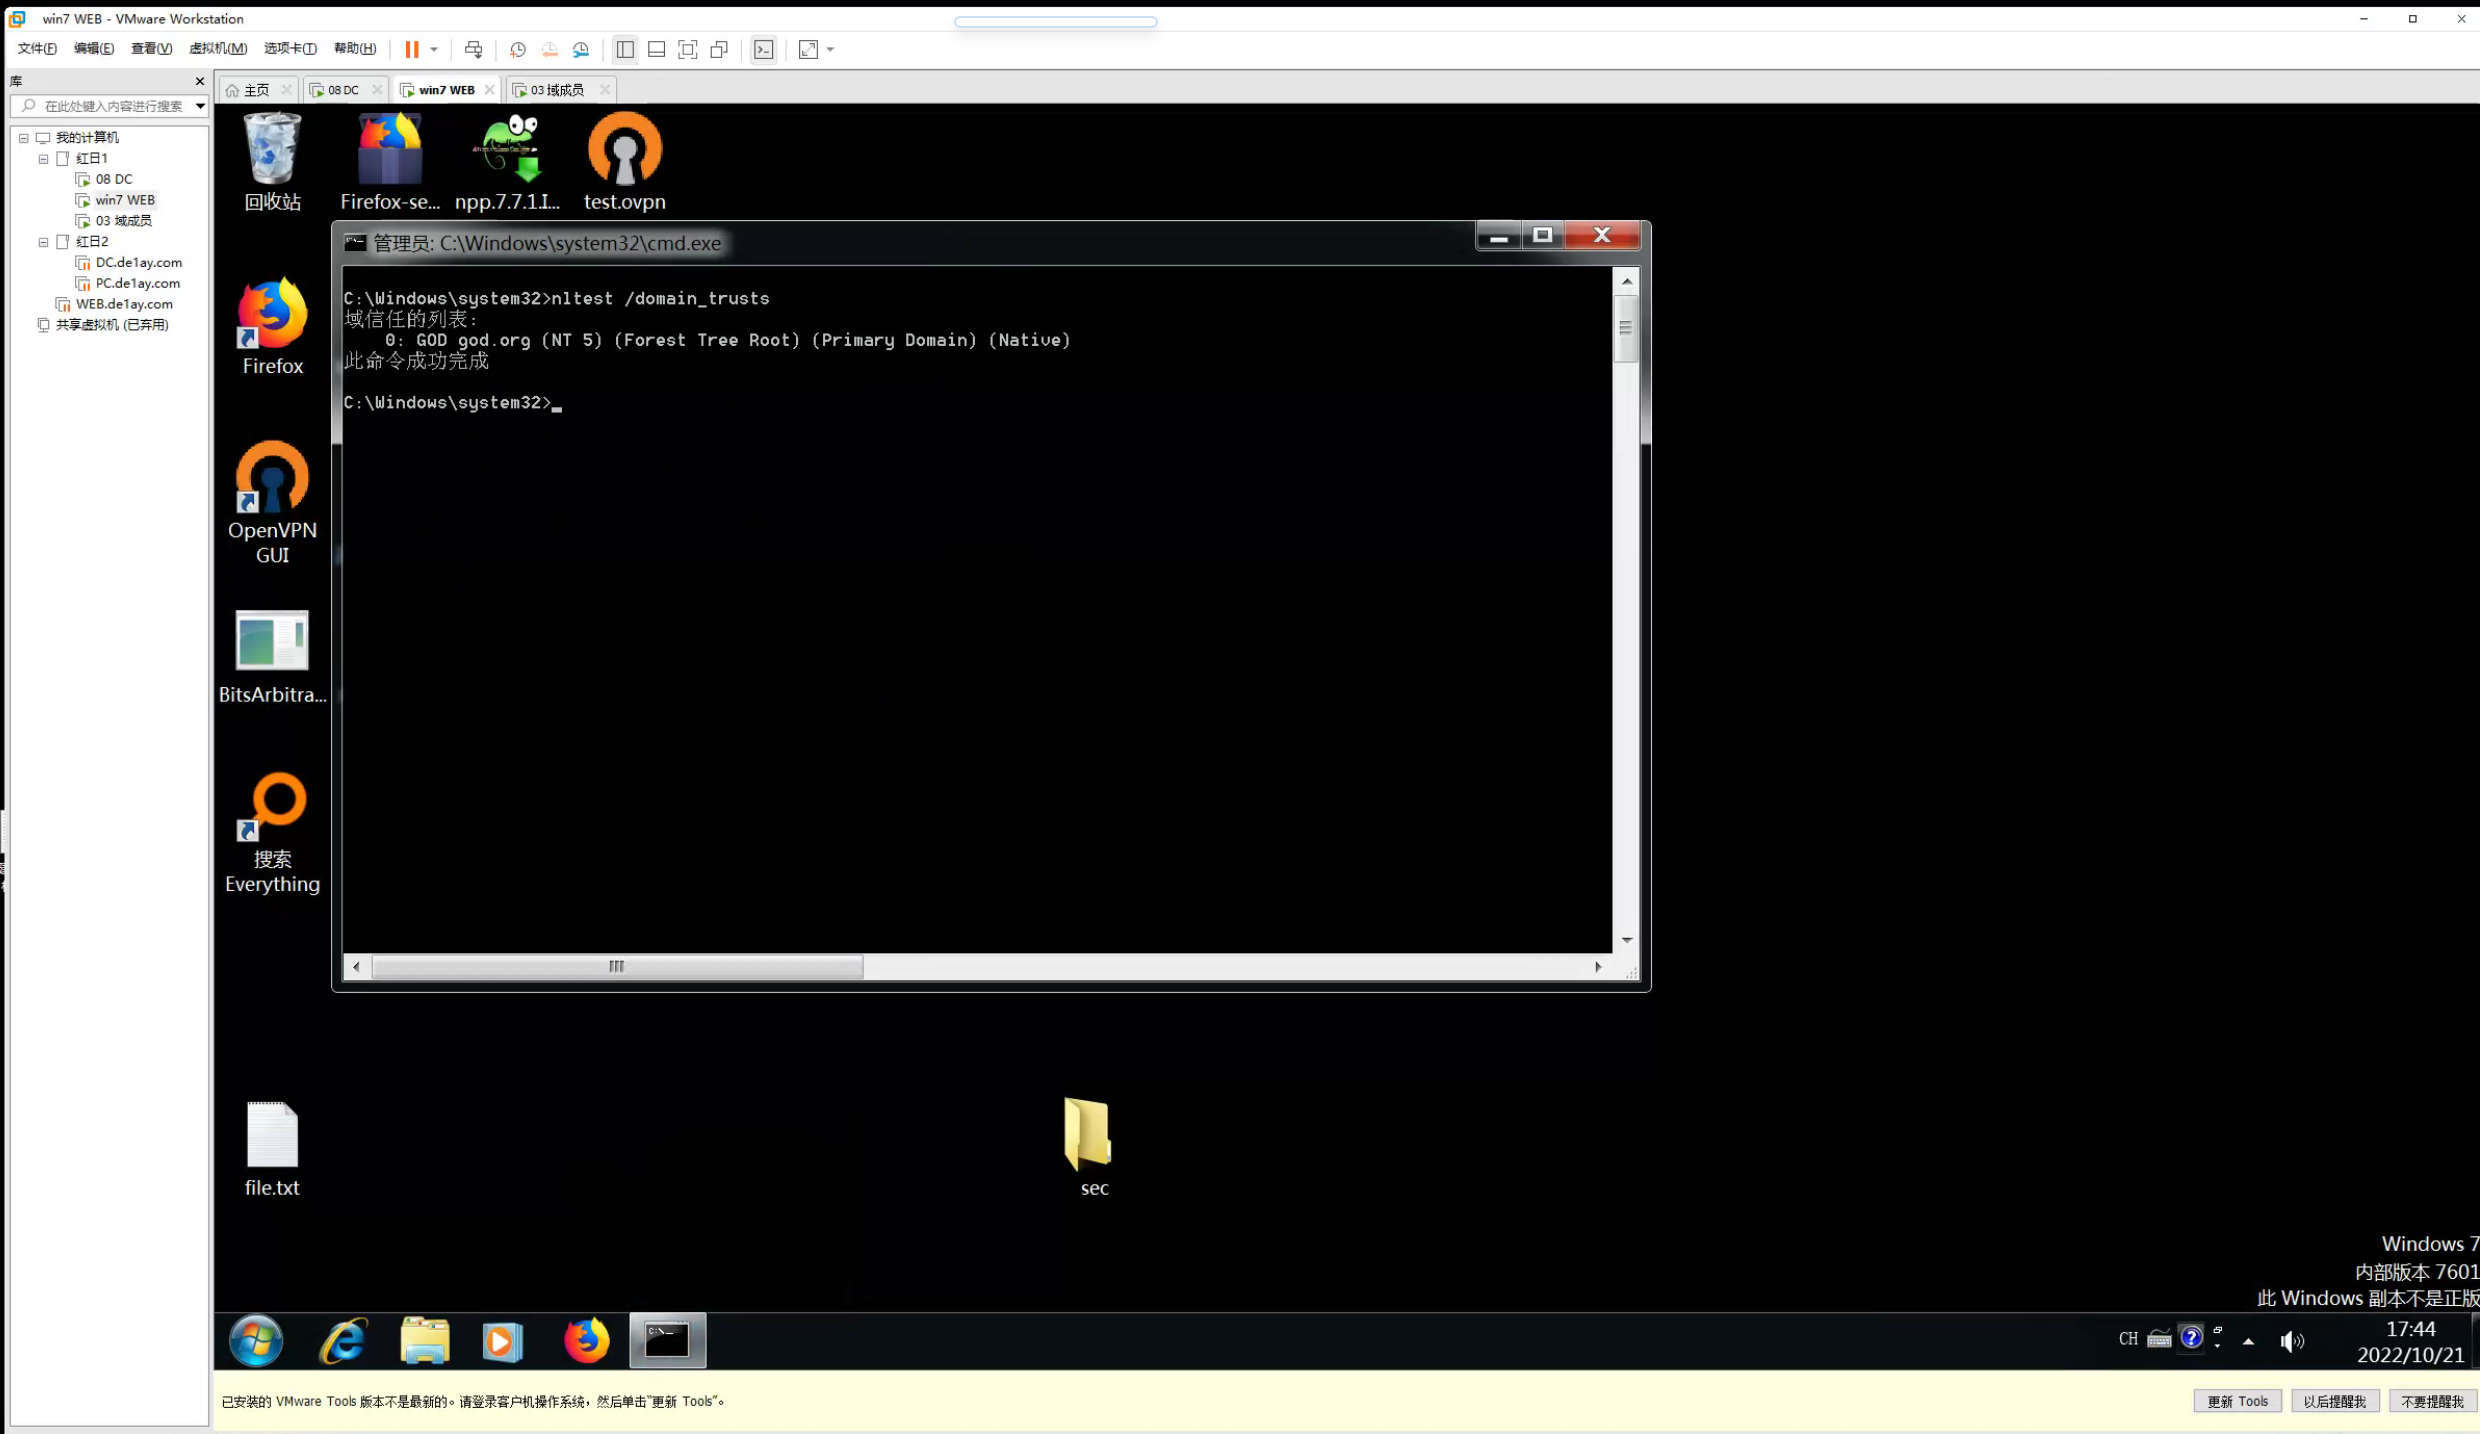 win7 WEB - VMware Workstation
文件(F) 编辑(E) 查看(V) 虚拟机(M) 选项卡(T) 帮助(H)
库
在此处键入内容进行搜索
我的计算机
红日1
08 DC
win7 WEB
03 域成员
红日2
DC.de1ay.com
PC.de1ay.com
WEB.de1ay.com
共享虚拟机 (已弃用)
主页
08 DC
win7 WEB
03 域成员
回收站
Firefox-se...
npp.7.7.1.I...
test.ovpn
Firefox
OpenVPN
GUI
BitsArbitra...
搜索
Everything
file.txt
sec
管理员: C:\Windows\system32\cmd.exe
C:\Windows\system32>nltest /domain_trusts
域信任的列表:
0: GOD god.org (NT 5) (Forest Tree Root) (Primary Domain) (Native)
此命令成功完成
C:\Windows\system32>_
Windows 7
内部版本 7601
此 Windows 副本不是正版
CH
17:44
2022/10/21
已安装的 VMware Tools 版本不是最新的。请登录客户机操作系统，然后单击“更新 Tools”。
更新 Tools
以后提醒我
不要提醒我